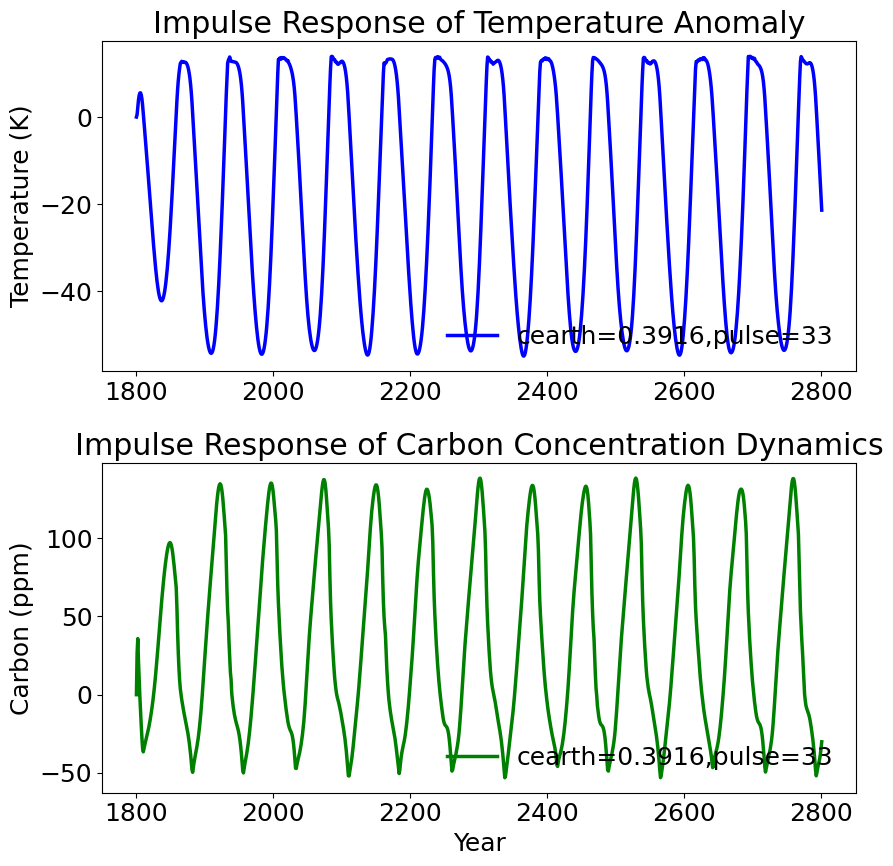 Impulse Response of Temperature Anomaly
Temperature (K)
0
−20
−40
cearth=0.3916,pulse=33
1800 2000 2200 2400 2600 2800
Impulse Response of Carbon Concentration Dynamics
Carbon (ppm)
100
50
0
−50
cearth=0.3916,pulse=33
1800 2000 2200 2400 2600 2800
Year